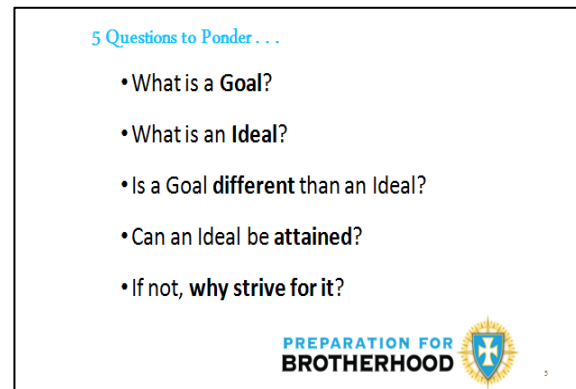 5 Questions to Ponder . . .
• What is a Goal?
• What is an Ideal?
• Is a Goal different than an Ideal?
• Can an Ideal be attained?
• If not, why strive for it?
PREPARATION FOR
BROTHERHOOD
5